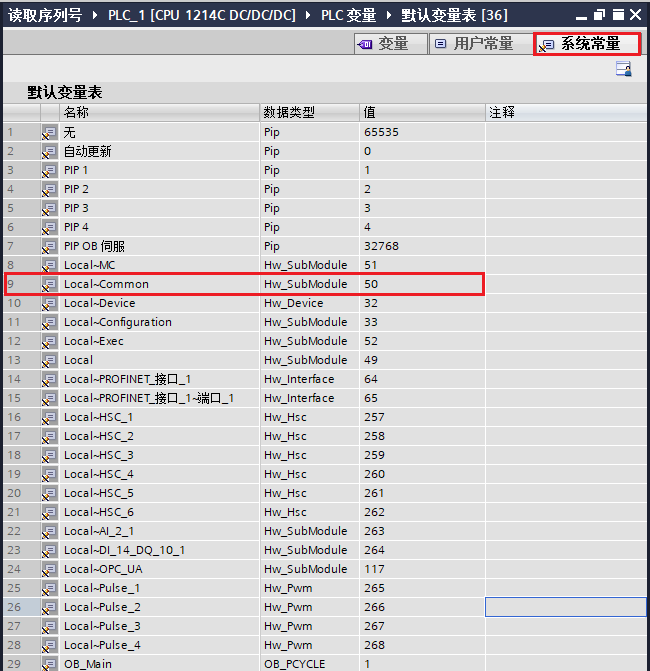 读取序列号 PLC_1 [CPU 1214C DC/DC/DC] PLC 变量 默认变量表 [36]
变量 用户常量 系统常量
默认变量表
名称 数据类型 值 注释
1 无 Pip 65535
2 自动更新 Pip 0
3 PIP 1 Pip 1
4 PIP 2 Pip 2
5 PIP 3 Pip 3
6 PIP 4 Pip 4
7 PIP OB 伺服 Pip 32768
8 Local~MC Hw_SubModule 51
9 Local~Common Hw_SubModule 50
10 Local~Device Hw_Device 32
11 Local~Configuration Hw_SubModule 33
12 Local~Exec Hw_SubModule 52
13 Local Hw_SubModule 49
14 Local~PROFINET_接口_1 Hw_Interface 64
15 Local~PROFINET_接口_1~端口_1 Hw_Interface 65
16 Local~HSC_1 Hw_Hsc 257
17 Local~HSC_2 Hw_Hsc 258
18 Local~HSC_3 Hw_Hsc 259
19 Local~HSC_4 Hw_Hsc 260
20 Local~HSC_5 Hw_Hsc 261
21 Local~HSC_6 Hw_Hsc 262
22 Local~AI_2_1 Hw_SubModule 263
23 Local~DI_14_DQ_10_1 Hw_SubModule 264
24 Local~OPC_UA Hw_SubModule 117
25 Local~Pulse_1 Hw_Pwm 265
26 Local~Pulse_2 Hw_Pwm 266
27 Local~Pulse_3 Hw_Pwm 267
28 Local~Pulse_4 Hw_Pwm 268
29 OB_Main OB_PCYCLE 1